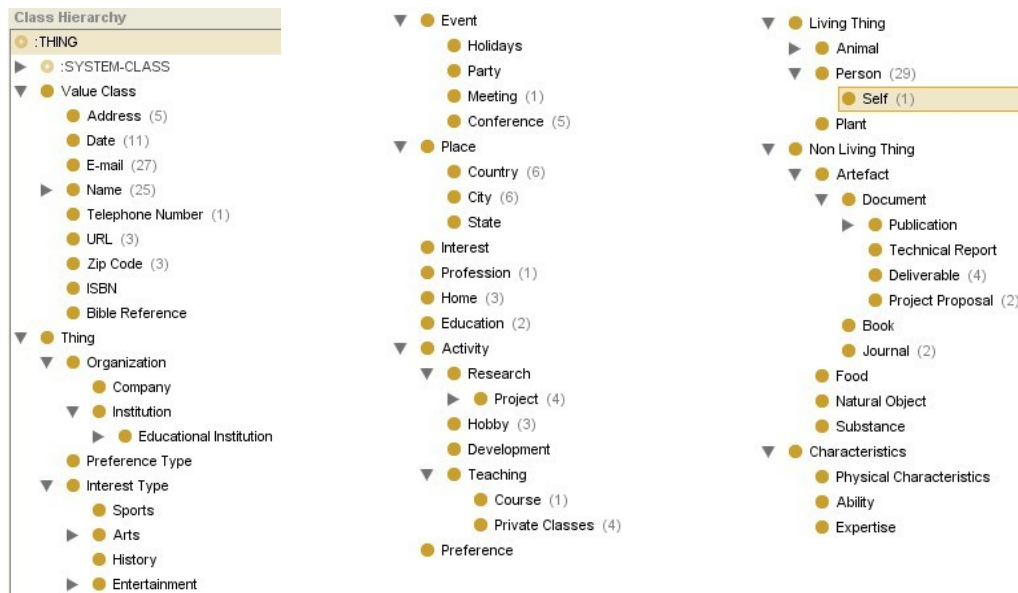 Class Hierarchy
:THING
:SYSTEM-CLASS
Value Class
Address (5)
Date (11)
E-mail (27)
Name (25)
Telephone Number (1)
URL (3)
Zip Code (3)
ISBN
Bible Reference
Thing
Organization
Company
Institution
Educational Institution
Preference Type
Interest Type
Sports
Arts
History
Entertainment
Event
Holidays
Party
Meeting (1)
Conference (5)
Place
Country (6)
City (6)
State
Interest
Profession (1)
Home (3)
Education (2)
Activity
Research
Project (4)
Hobby (3)
Development
Teaching
Course (1)
Private Classes (4)
Preference
Living Thing
Animal
Person (29)
Self (1)
Plant
Non Living Thing
Artefact
Document
Publication
Technical Report
Deliverable (4)
Project Proposal (2)
Book
Journal (2)
Food
Natural Object
Substance
Characteristics
Physical Characteristics
Ability
Expertise